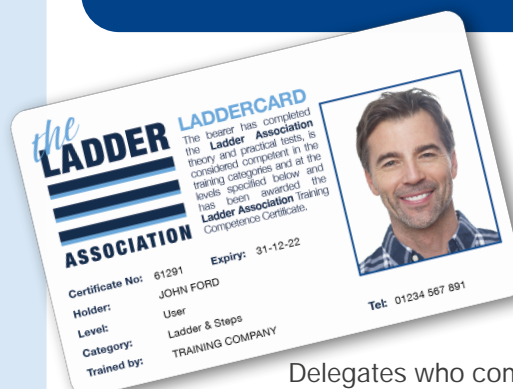 the
LADDER
ASSOCIATION
LADDERCARD
The bearer has completed
the Ladder Association
theory and practical tests, is
considered competent in the
training categories and at the
levels specified below and
has been awarded the
Ladder Association Training
Competence Certificate.
Certificate No: 61291 Expiry: 31-12-22
Holder: JOHN FORD
Level: User
Category: Ladder & Steps
Trained by: TRAINING COMPANY
Tel: 01234 567 891
Delegates who com